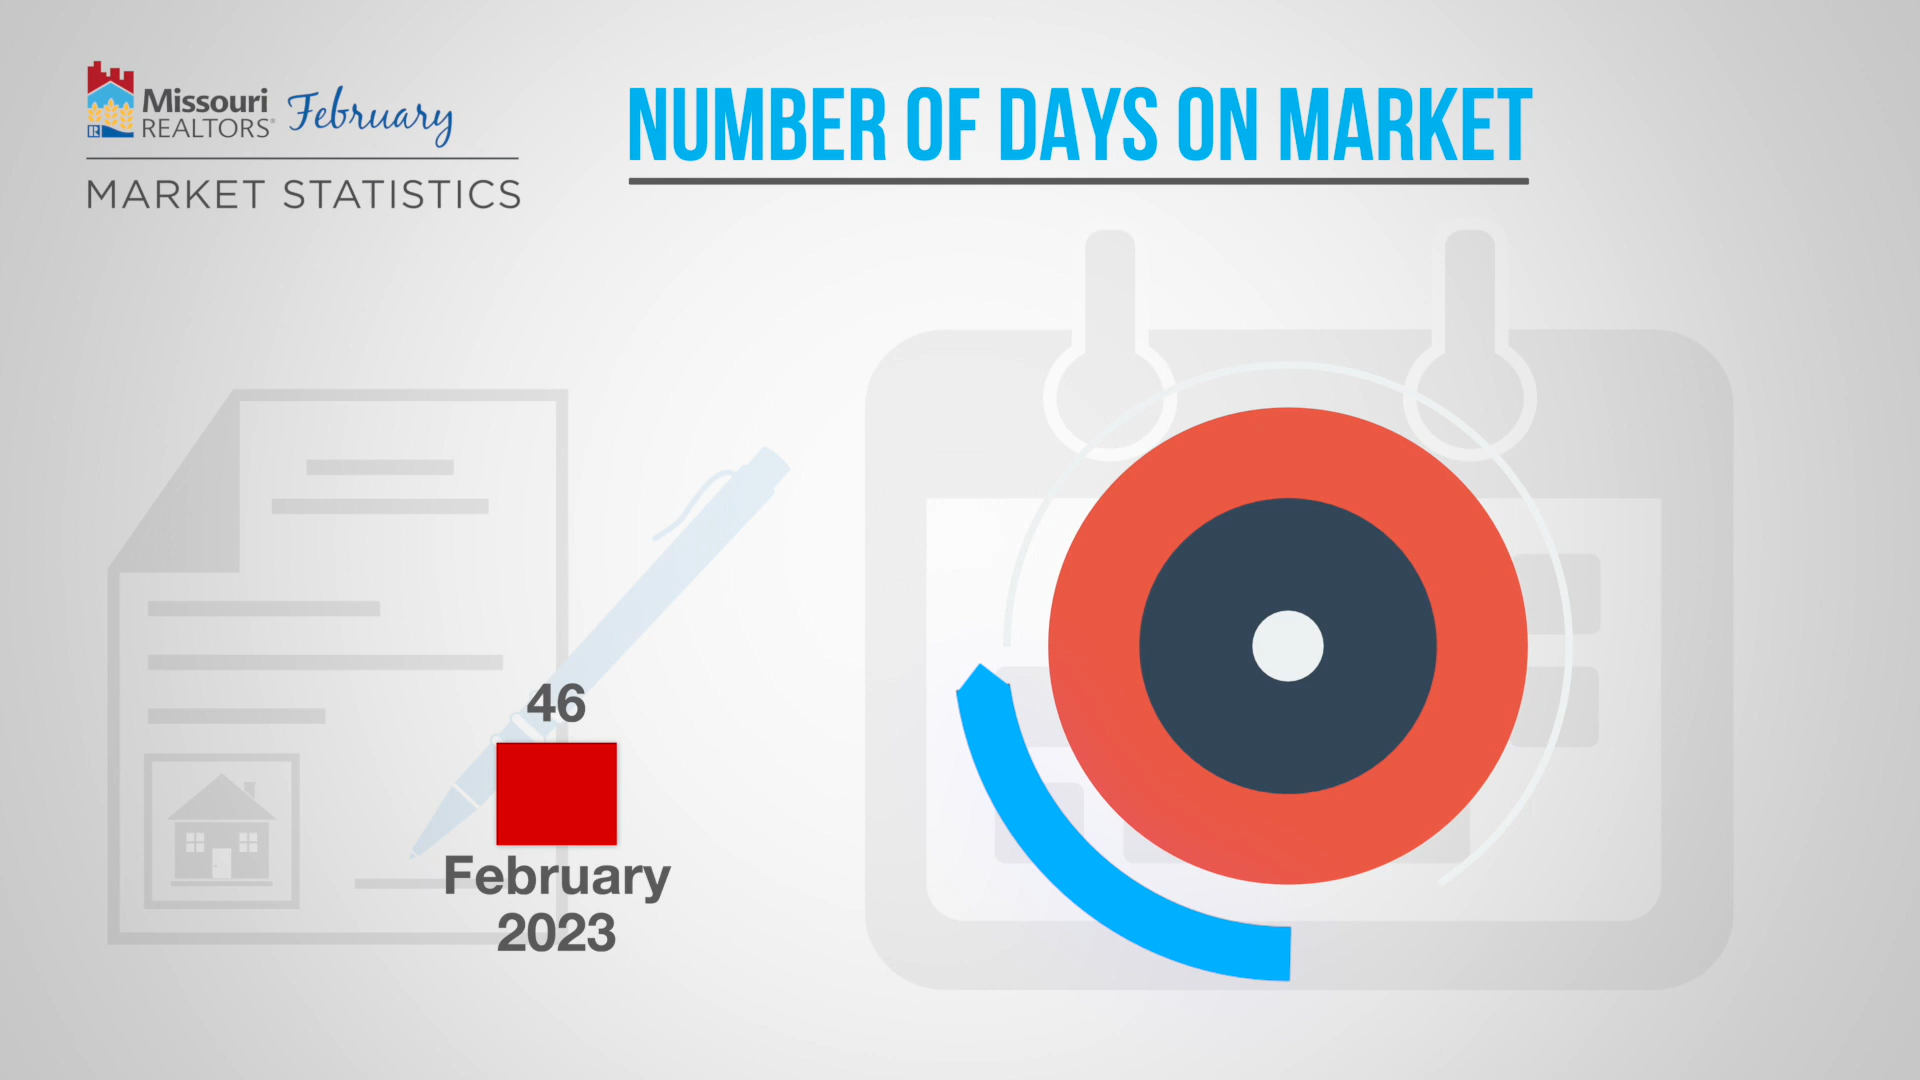 Missouri
REALTORS®
February
MARKET STATISTICS
NUMBER OF DAYS ON MARKET
46
February
2023